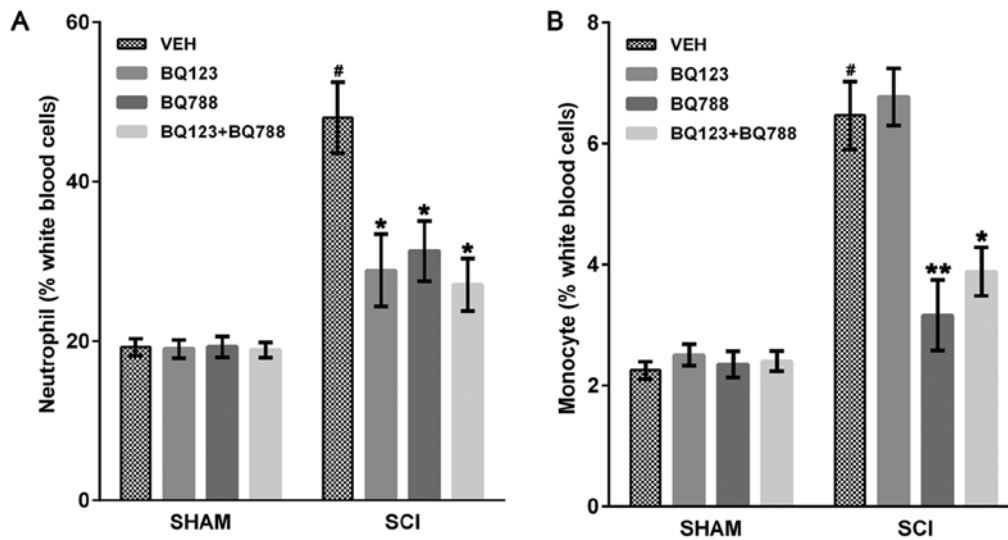 A
Neutrophil (% white blood cells)
60
40
20
0
VEH
BQ123
BQ788
BQ123+BQ788
#
*
*
*
SHAM
SCI
B
Monocyte (% white blood cells)
8
6
4
2
0
VEH
BQ123
BQ788
BQ123+BQ788
#
**
*
SHAM
SCI